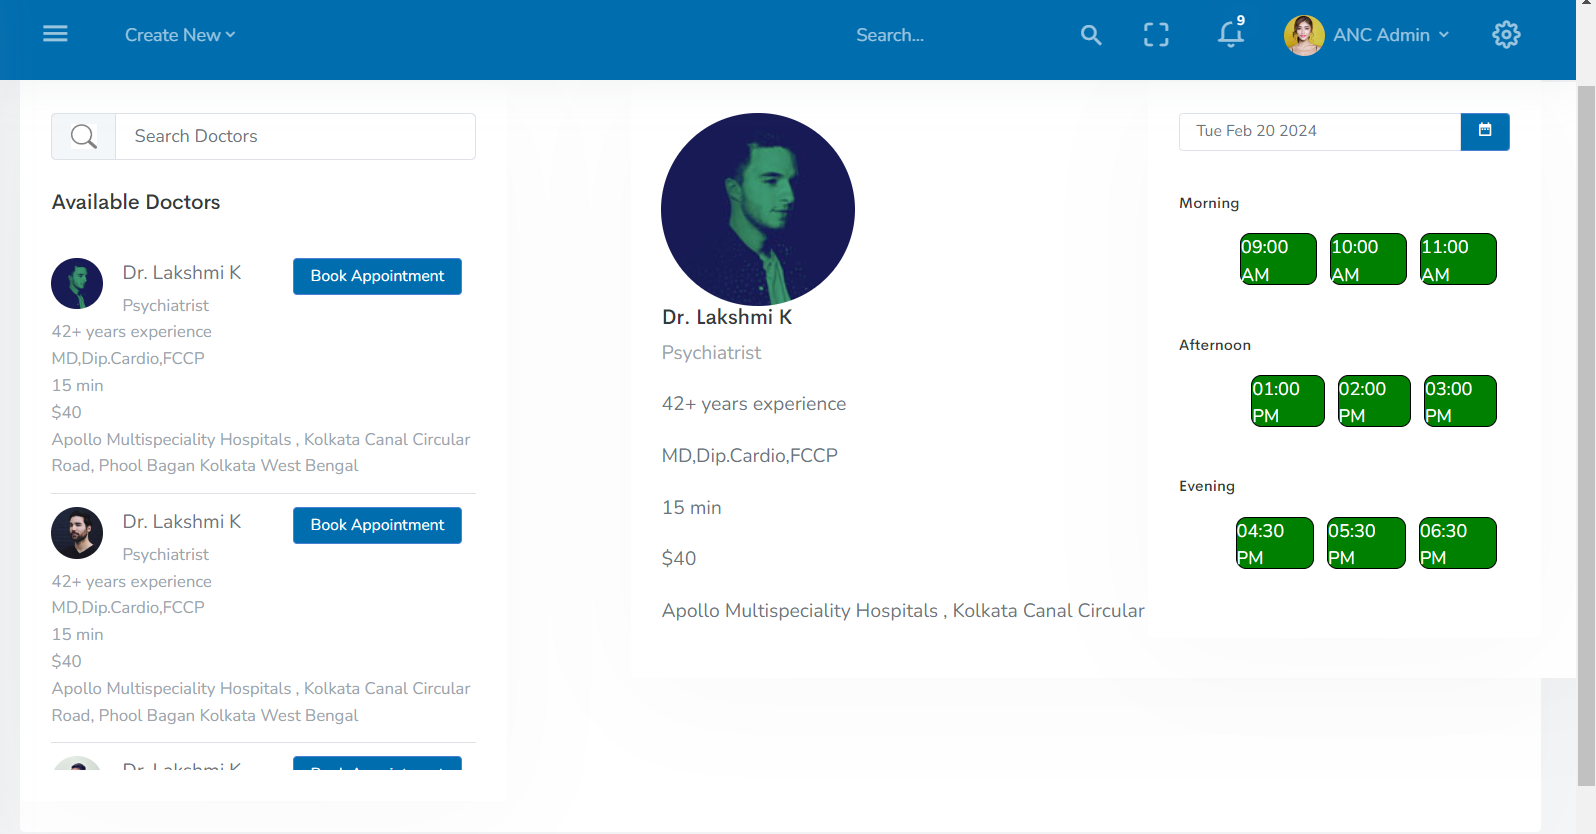 Create New
Search...
9
ANC Admin
Search Doctors
Available Doctors
Dr. Lakshmi K
Book Appointment
Psychiatrist
42+ years experience
MD,Dip.Cardio,FCCP
15 min
$40
Apollo Multispeciality Hospitals , Kolkata Canal Circular
Road, Phool Bagan Kolkata West Bengal
Dr. Lakshmi K
Book Appointment
Psychiatrist
42+ years experience
MD,Dip.Cardio,FCCP
15 min
$40
Apollo Multispeciality Hospitals , Kolkata Canal Circular
Road, Phool Bagan Kolkata West Bengal
Dr. Lakshmi K
Book Appointment
Dr. Lakshmi K
Psychiatrist
42+ years experience
MD,Dip.Cardio,FCCP
15 min
$40
Apollo Multispeciality Hospitals , Kolkata Canal Circular
Tue Feb 20 2024
Morning
09:00 AM
10:00 AM
11:00 AM
Afternoon
01:00 PM
02:00 PM
03:00 PM
Evening
04:30 PM
05:30 PM
06:30 PM